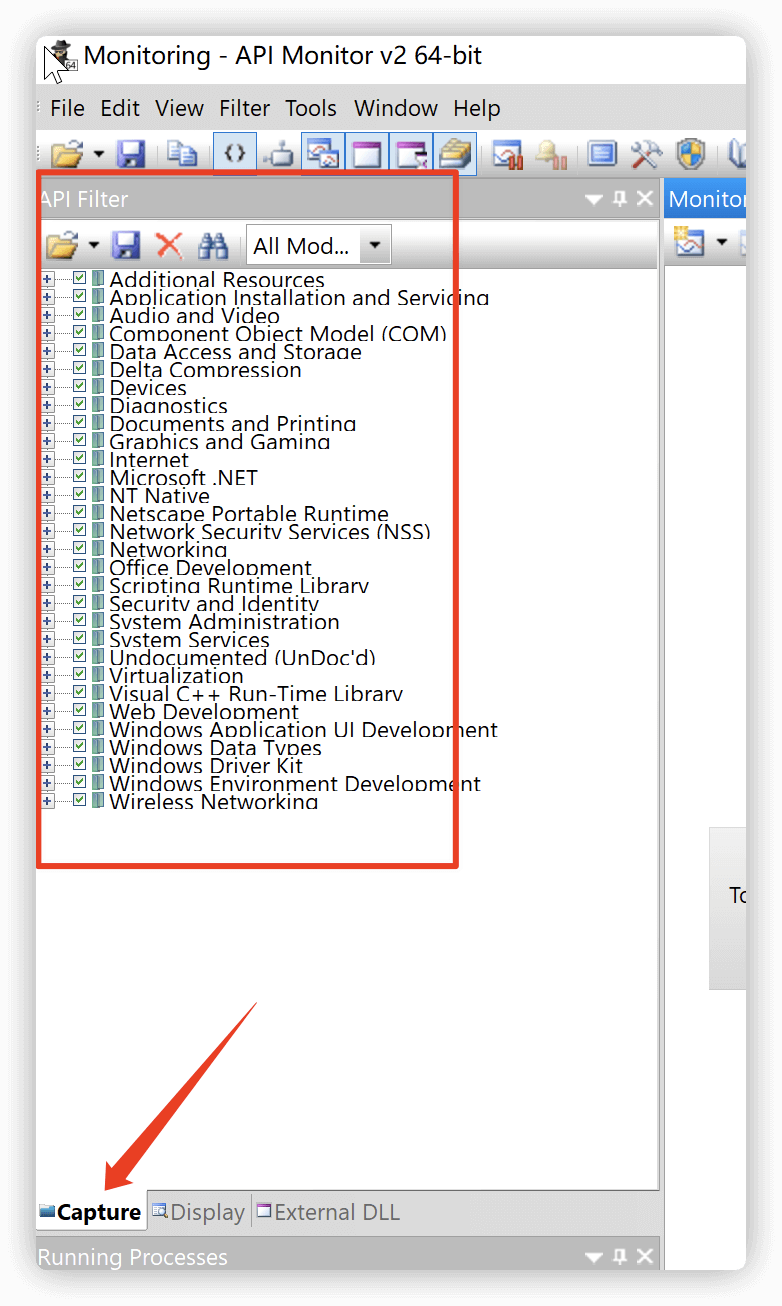 Monitoring - API Monitor v2 64-bit
File Edit View Filter Tools Window Help
API Filter
Monitor
All Mod...
Additional Resources
Application Installation and Servicing
Audio and Video
Component Object Model (COM)
Data Access and Storage
Delta Compression
Devices
Diagnostics
Documents and Printing
Graphics and Gaming
Internet
Microsoft .NET
NT Native
Netscape Portable Runtime
Network Security Services (NSS)
Networking
Office Development
Scripting Runtime Library
Security and Identity
System Administration
System Services
Undocumented (UnDoc'd)
Virtualization
Visual C++ Run-Time Library
Web Development
Windows Application UI Development
Windows Data Types
Windows Driver Kit
Windows Environment Development
Wireless Networking
Capture Display External DLL
Running Processes